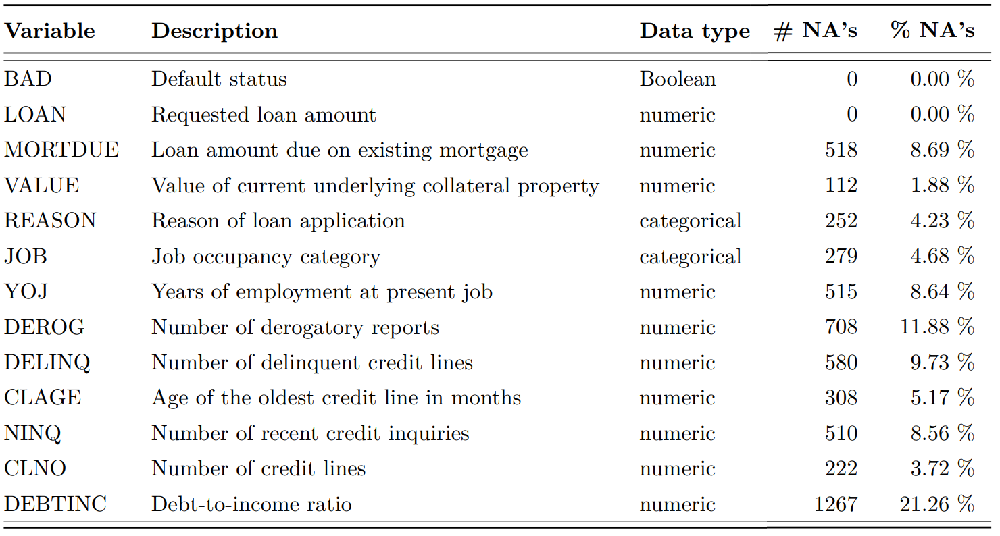 Variable Description Data type # NA's % NA's
BAD Default status Boolean 0 0.00 %
LOAN Requested loan amount numeric 0 0.00 %
MORTDUE Loan amount due on existing mortgage numeric 518 8.69 %
VALUE Value of current underlying collateral property numeric 112 1.88 %
REASON Reason of loan application categorical 252 4.23 %
JOB Job occupancy category categorical 279 4.68 %
YOJ Years of employment at present job numeric 515 8.64 %
DEROG Number of derogatory reports numeric 708 11.88 %
DELINQ Number of delinquent credit lines numeric 580 9.73 %
CLAGE Age of the oldest credit line in months numeric 308 5.17 %
NINQ Number of recent credit inquiries numeric 510 8.56 %
CLNO Number of credit lines numeric 222 3.72 %
DEBTINC Debt-to-income ratio numeric 1267 21.26 %